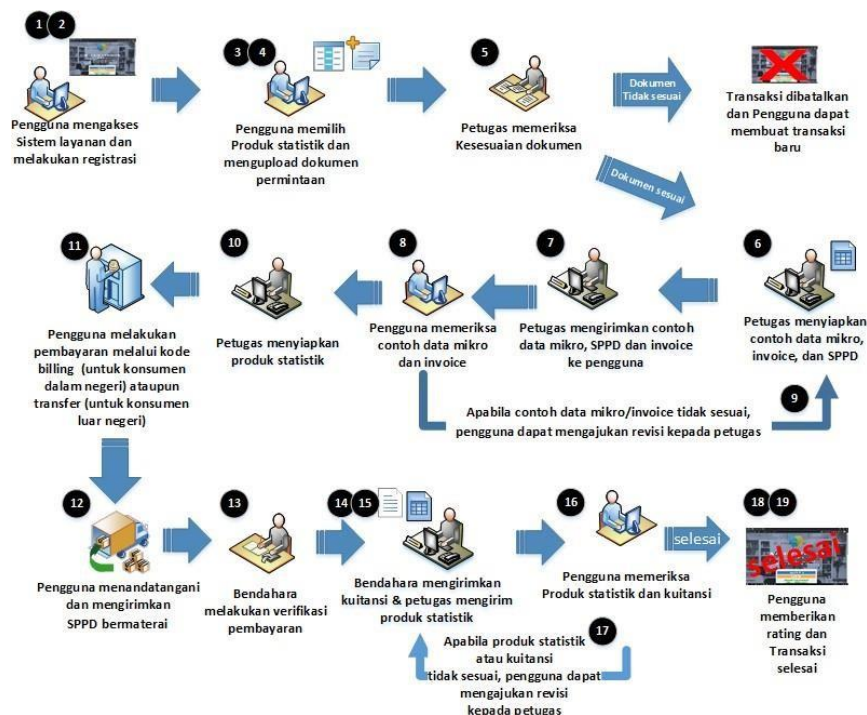 1 2
Pengguna mengakses
Sistem layanan dan
melakukan registrasi
3 4
Pengguna memilih
Produk statistik dan
mengupload dokumen
permintaan
5
Petugas memeriksa
Kesesuaian dokumen
Dokumen
Tidak sesuai
Transaksi dibatalkan
dan Pengguna dapat
membuat transaksi
baru
Dokumen sesuai
6
Petugas menyiapkan
contoh data mikro,
invoice, dan SPPD
7
Petugas mengirimkan contoh
data mikro, SPPD dan invoice
ke pengguna
8
Pengguna memeriksa
contoh data mikro
dan invoice
9
Apabila contoh data mikro/invoice tidak sesuai,
pengguna dapat mengajukan revisi kepada petugas
10
Petugas menyiapkan
produk statistik
11
Pengguna melakukan
pembayaran melalui kode
billing (untuk konsumen
dalam negeri) ataupun
transfer (untuk konsumen
luar negeri)
12
Pengguna menandatangani
dan mengirimkan
SPPD bermaterai
13
Bendahara
melakukan verifikasi
pembayaran
14 15
Bendahara mengirimkan
kuitansi & petugas mengirim
produk statistik
16
Pengguna memeriksa
Produk statistik dan kuitansi
17
Apabila produk statistik
atau kuitansi
tidak sesuai, pengguna dapat
mengajukan revisi
kepada petugas
selesai
18 19
selesai
Pengguna
memberikan
rating dan
Transaksi
selesai